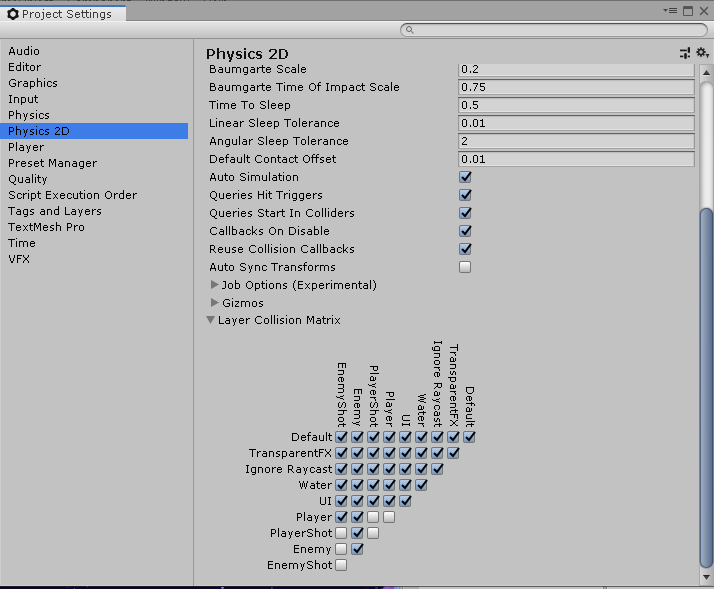 Project Settings
Audio
Editor
Graphics
Input
Physics
Physics 2D
Player
Preset Manager
Quality
Script Execution Order
Tags and Layers
TextMesh Pro
Time
VFX
Physics 2D
Baumgarte Scale 0.2
Baumgarte Time Of Impact Scale 0.75
Time To Sleep 0.5
Linear Sleep Tolerance 0.01
Angular Sleep Tolerance 2
Default Contact Offset 0.01
Auto Simulation
Queries Hit Triggers
Queries Start In Colliders
Callbacks On Disable
Reuse Collision Callbacks
Auto Sync Transforms
Job Options (Experimental)
Gizmos
Layer Collision Matrix
EnemyShot
Enemy
PlayerShot
Player
UI
Water
Ignore Raycast
TransparentFX
Default
Default
TransparentFX
Ignore Raycast
Water
UI
Player
PlayerShot
Enemy
EnemyShot